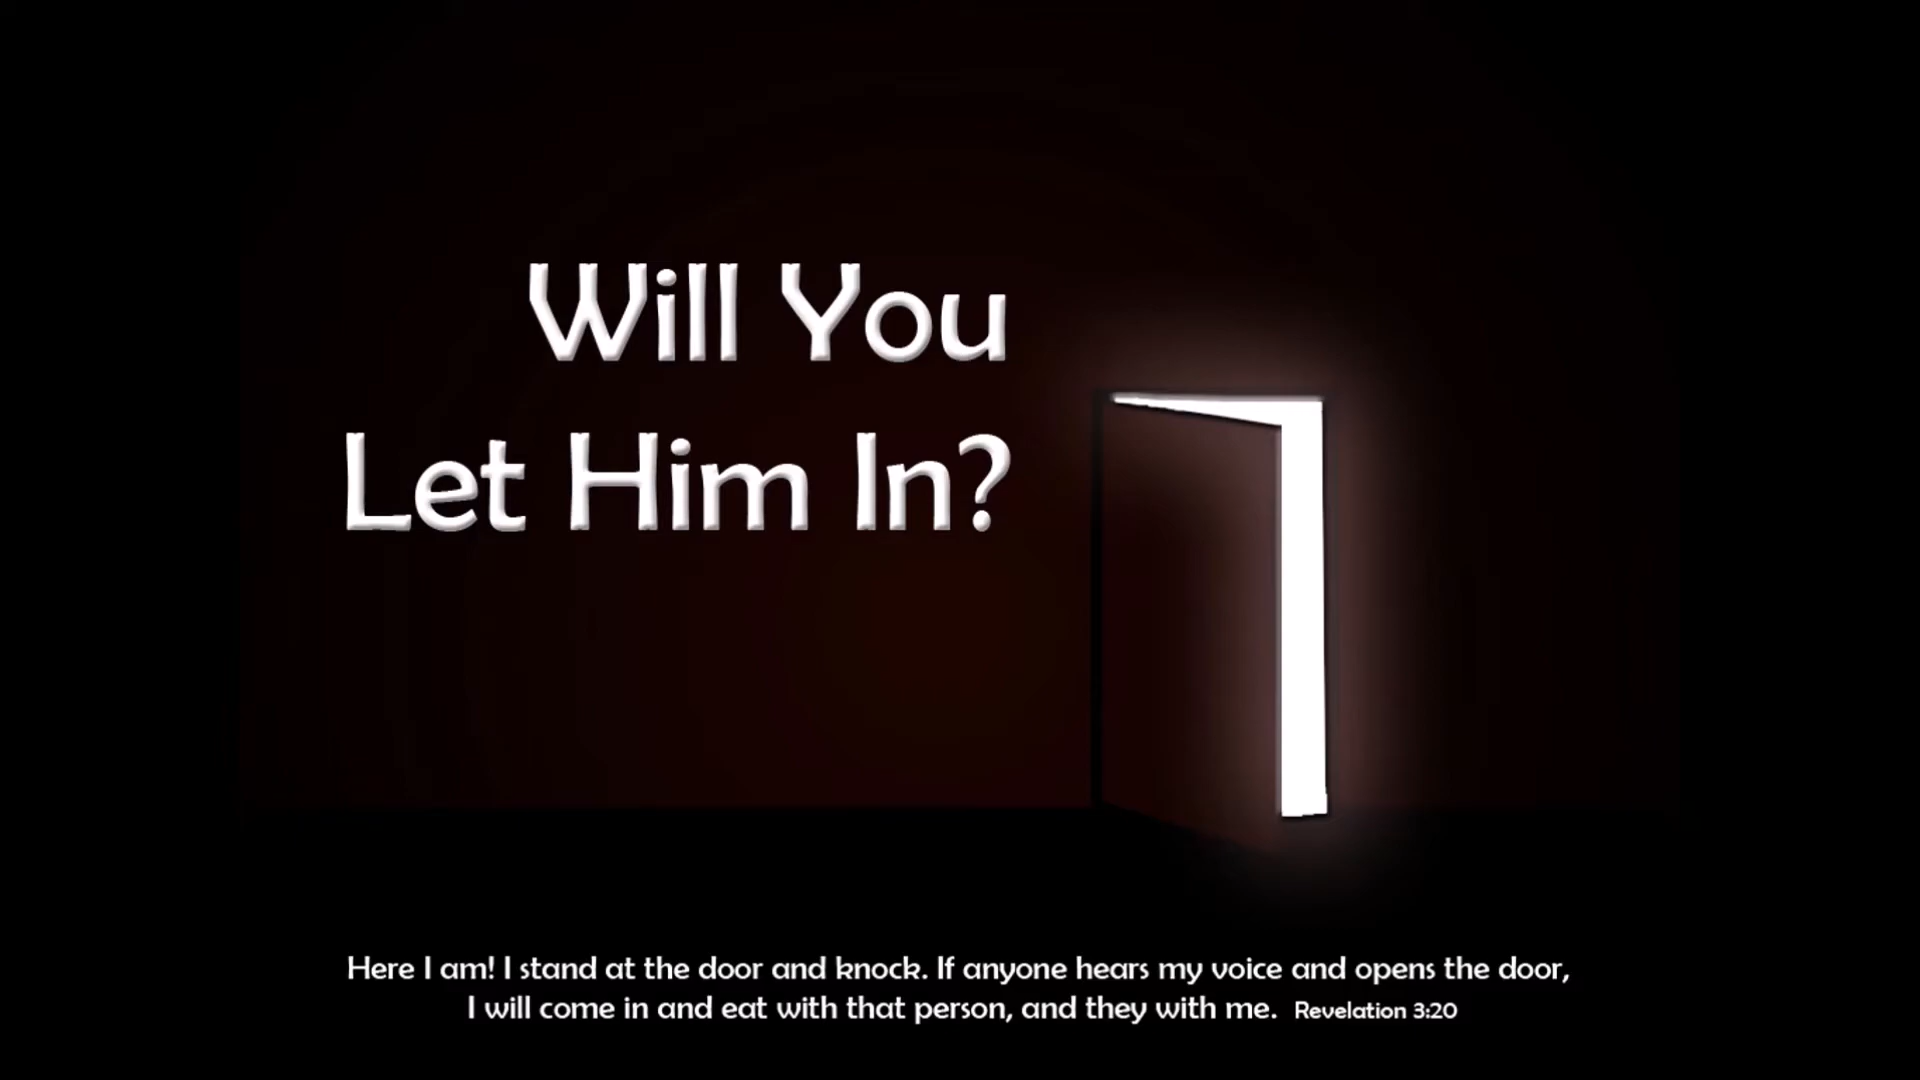 Will You
Let Him In?
Here I am! I stand at the door and knock. If anyone hears my voice and opens the door,
I will come in and eat with that person, and they with me. Revelation 3:20